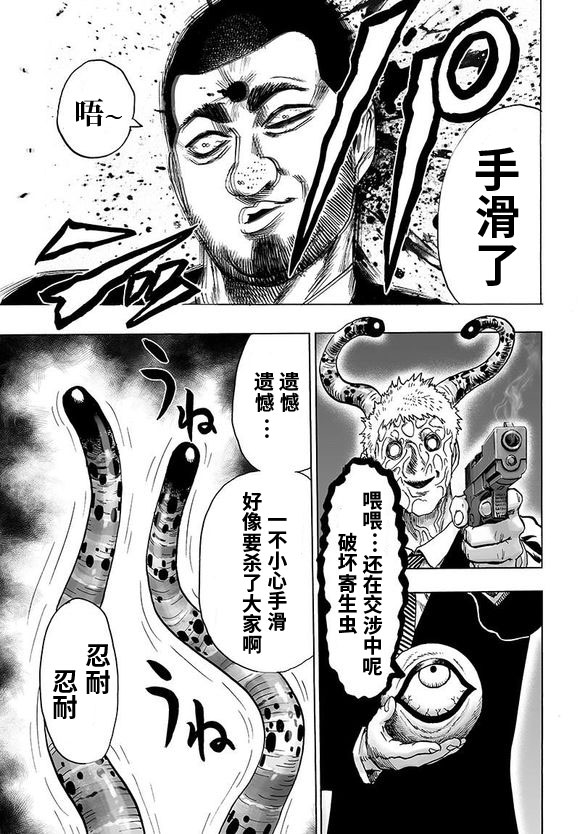 手滑了
唔~
パアン
喂喂…还在交涉中呢
破坏寄生虫
遗憾
遗憾…
一不小心手滑
好像要杀了大家啊
うね
うね
忍耐
忍耐